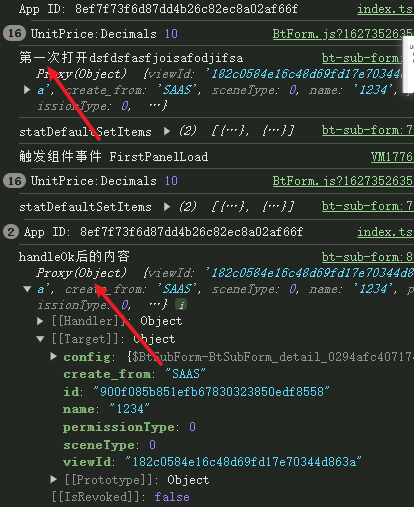 App ID: 8ef7f73f6d87dd4b26c82ec8a02af66f index.ts
16 UnitPrice:Decimals 10 BtForm.js?1627352635
第一次打开dsfdsfasfjoisafodjifsa bt-sub-form:
Proxy(Object) {viewId: '182c0584e16c48d69fd17e70344
a', create_from: 'SAAS', sceneType: 0, name: '1234',
issionType: 0, …}
statDefaultSetItems (2) [{…}, {…}] bt-sub-form:7
触发组件事件 FirstPanelLoad VM1776
16 UnitPrice:Decimals 10 BtForm.js?1627352635
statDefaultSetItems (2) [{…}, {…}] bt-sub-form:7
2 App ID: 8ef7f73f6d87dd4b26c82ec8a02af66f index.ts
handleOk后的内容 bt-sub-form:8
Proxy(Object) {viewId: '182c0584e16c48d69fd17e70344d8
a', create_from: 'SAAS', sceneType: 0, name: '1234', p
issionType: 0, …} i
[[Handler]]: Object
[[Target]]: Object
config: {$BtSubForm-BtSubForm_detail_0294afc407174
create_from: "SAAS"
id: "900f085b851efb67830323850edf8558"
name: "1234"
permissionType: 0
sceneType: 0
viewId: "182c0584e16c48d69fd17e70344d863a"
[[Prototype]]: Object
[[IsRevoked]]: false